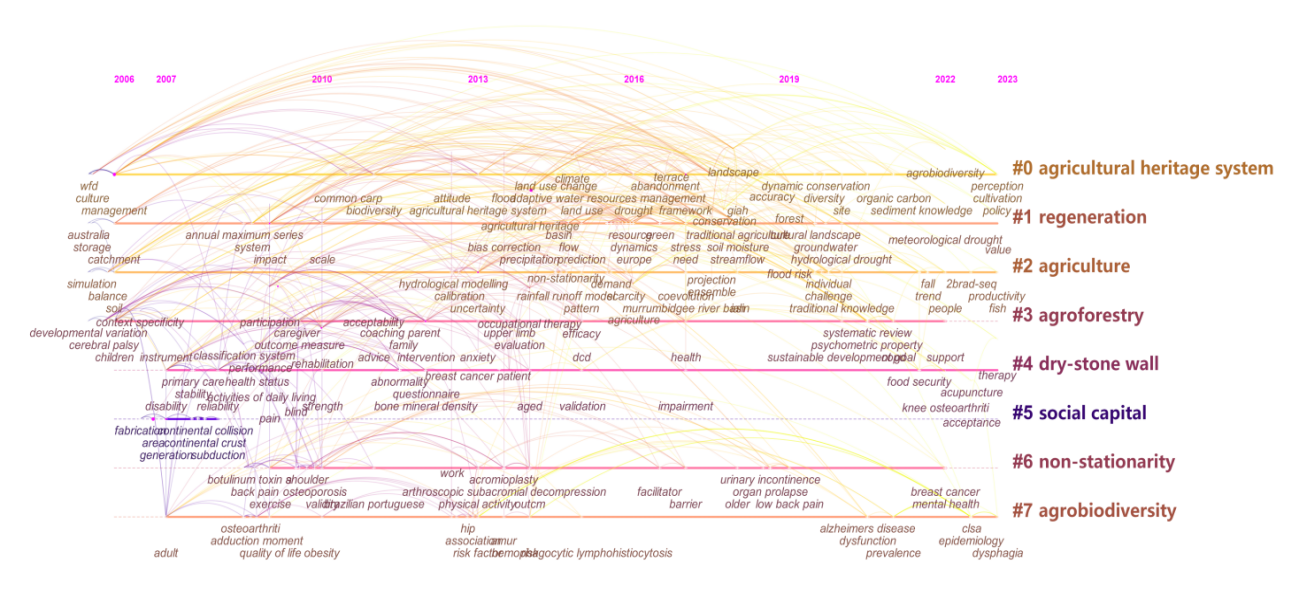 2006 2007 2010 2013 2016 2019 2022 2023
#0 agricultural heritage system
climate terrace landscape agrobiodiversity
wfd land use change abandonment dynamic conservation perception
culture common carp attitude flood adaptive water resources management accuracy diversity organic carbon cultivation
management biodiversity agricultural heritage system land use drought framework giah site sediment knowledge policy
#1 regeneration
conservation forest
agricultural heritage
australia annual maximum series basin resource green traditional agriculture cultural landscape meteorological drought
storage system bias correction flow dynamics stress soil moisture groundwater value
catchment impact scale precipitation prediction europe need streamflow hydrological drought
#2 agriculture
non-stationarity projection flood risk
simulation hydrological modelling demand ensemble individual fall 2brad-seq
balance calibration rainfall runoff model scarcity coevolution challenge trend productivity
soil uncertainty pattern murrumbidgee river basin traditional knowledge people fish
#3 agroforestry
context specificity participation acceptability occupational therapy agriculture
developmental variation caregiver coaching parent upper limb efficacy systematic review
cerebral palsy outcome measure family evaluation psychometric property
children instrument classification system advice intervention anxiety dcd health sustainable development goal support
#4 dry-stone wall
performance rehabilitation
primary care health status abnormality breast cancer patient food security therapy
stability activities of daily living questionnaire acupuncture
disability reliability blind strength bone mineral density aged validation impairment knee osteoarthritis
#5 social capital
pain acceptance
fabrication continental collision
area continental crust
generation subduction
#6 non-stationarity
work
botulinum toxin a shoulder acromioplasty urinary incontinence
back pain osteoporosis arthroscopic subacromial decompression facilitator organ prolapse breast cancer
exercise validity brazilian portuguese physical activity outcm barrier older low back pain mental health
#7 agrobiodiversity
osteoarthriti hip alzheimers disease clsa
adduction moment association dysfunction epidemiology
adult quality of life obesity risk factor phagocytic lymphohistiocytosis prevalence dysphagia